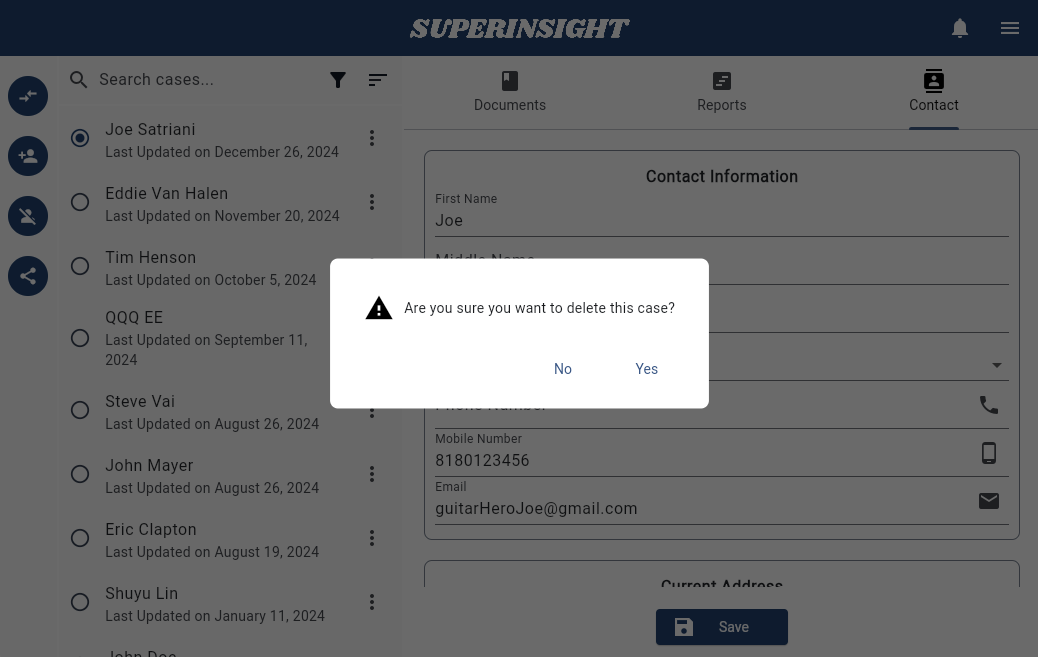 SUPERINSIGHT
Search cases...
Documents
Reports
Contact
Joe Satriani
Last Updated on December 26, 2024
Eddie Van Halen
Last Updated on November 20, 2024
Tim Henson
Last Updated on October 5, 2024
QQQ EE
Last Updated on September 11,
2024
Steve Vai
Last Updated on August 26, 2024
John Mayer
Last Updated on August 26, 2024
Eric Clapton
Last Updated on August 19, 2024
Shuyu Lin
Last Updated on January 11, 2024
John Doe
Contact Information
First Name
Joe
Middle Name
Are you sure you want to delete this case?
No
Yes
Phone Number
Mobile Number
8180123456
Email
guitarHeroJoe@gmail.com
Current Address
Save